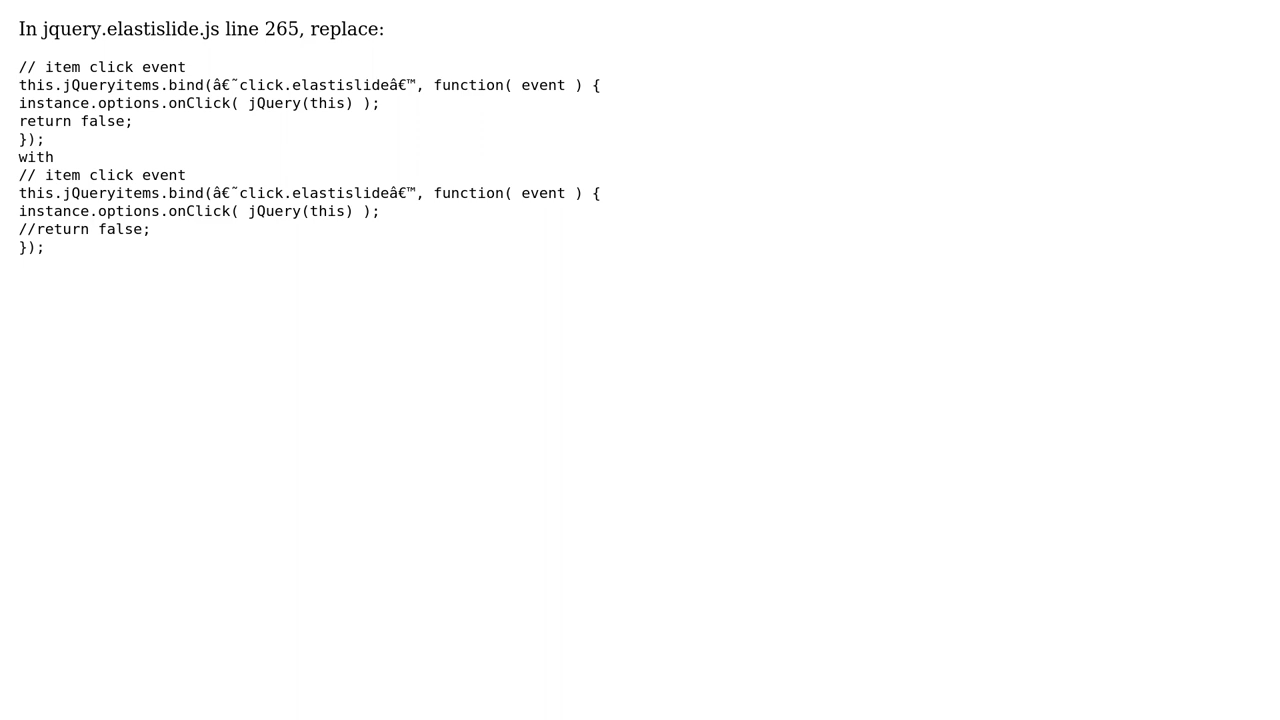 In jquery.elastislide.js line 265, replace:
// item click event
this.jQueryitems.bind(â€˜click.elastislideâ€™, function( event ) {
instance.options.onClick( jQuery(this) );
return false;
});
with
// item click event
this.jQueryitems.bind(â€˜click.elastislideâ€™, function( event ) {
instance.options.onClick( jQuery(this) );
//return false;
});